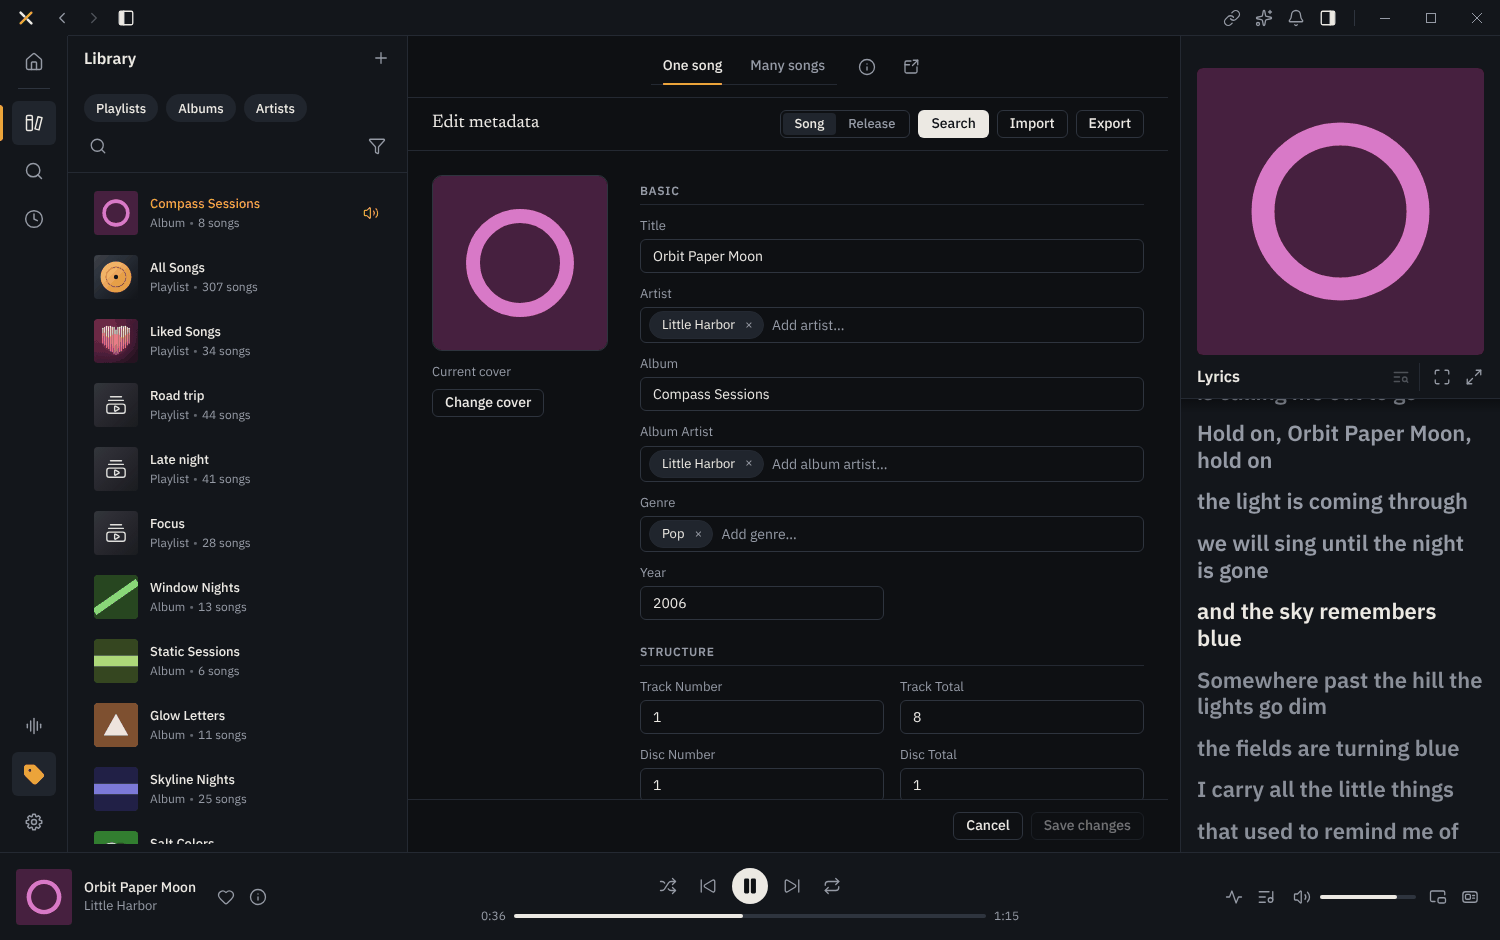 Library
Playlists
Albums
Artists
Compass Sessions
Album • 8 songs
All Songs
Playlist • 307 songs
Liked Songs
Playlist • 34 songs
Road trip
Playlist • 44 songs
Late night
Playlist • 41 songs
Focus
Playlist • 28 songs
Window Nights
Album • 13 songs
Static Sessions
Album • 6 songs
Glow Letters
Album • 11 songs
Skyline Nights
Album • 25 songs
Salt Colors
One song
Many songs
Edit metadata
Song
Release
Search
Import
Export
Current cover
Change cover
BASIC
Title
Orbit Paper Moon
Artist
Little Harbor × Add artist...
Album
Compass Sessions
Album Artist
Little Harbor × Add album artist...
Genre
Pop × Add genre...
Year
2006
STRUCTURE
Track Number
Track Total
1
8
Disc Number
Disc Total
1
1
Cancel
Save changes
Lyrics
is calling me out to go
Hold on, Orbit Paper Moon,
hold on
the light is coming through
we will sing until the night
is gone
and the sky remembers
blue
Somewhere past the hill the
lights go dim
the fields are turning blue
I carry all the little things
that used to remind me of
Orbit Paper Moon
Little Harbor
0:36
1:15